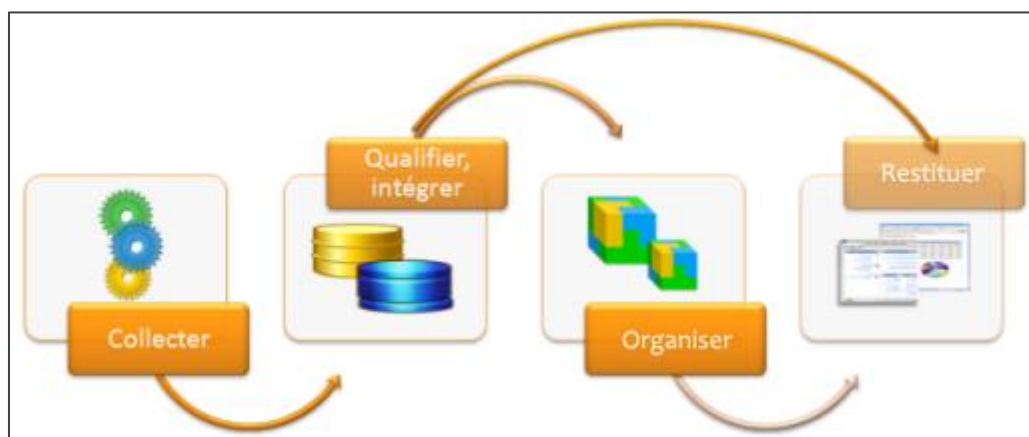 Collecter
Qualifier,
intégrer
Organiser
Restituer